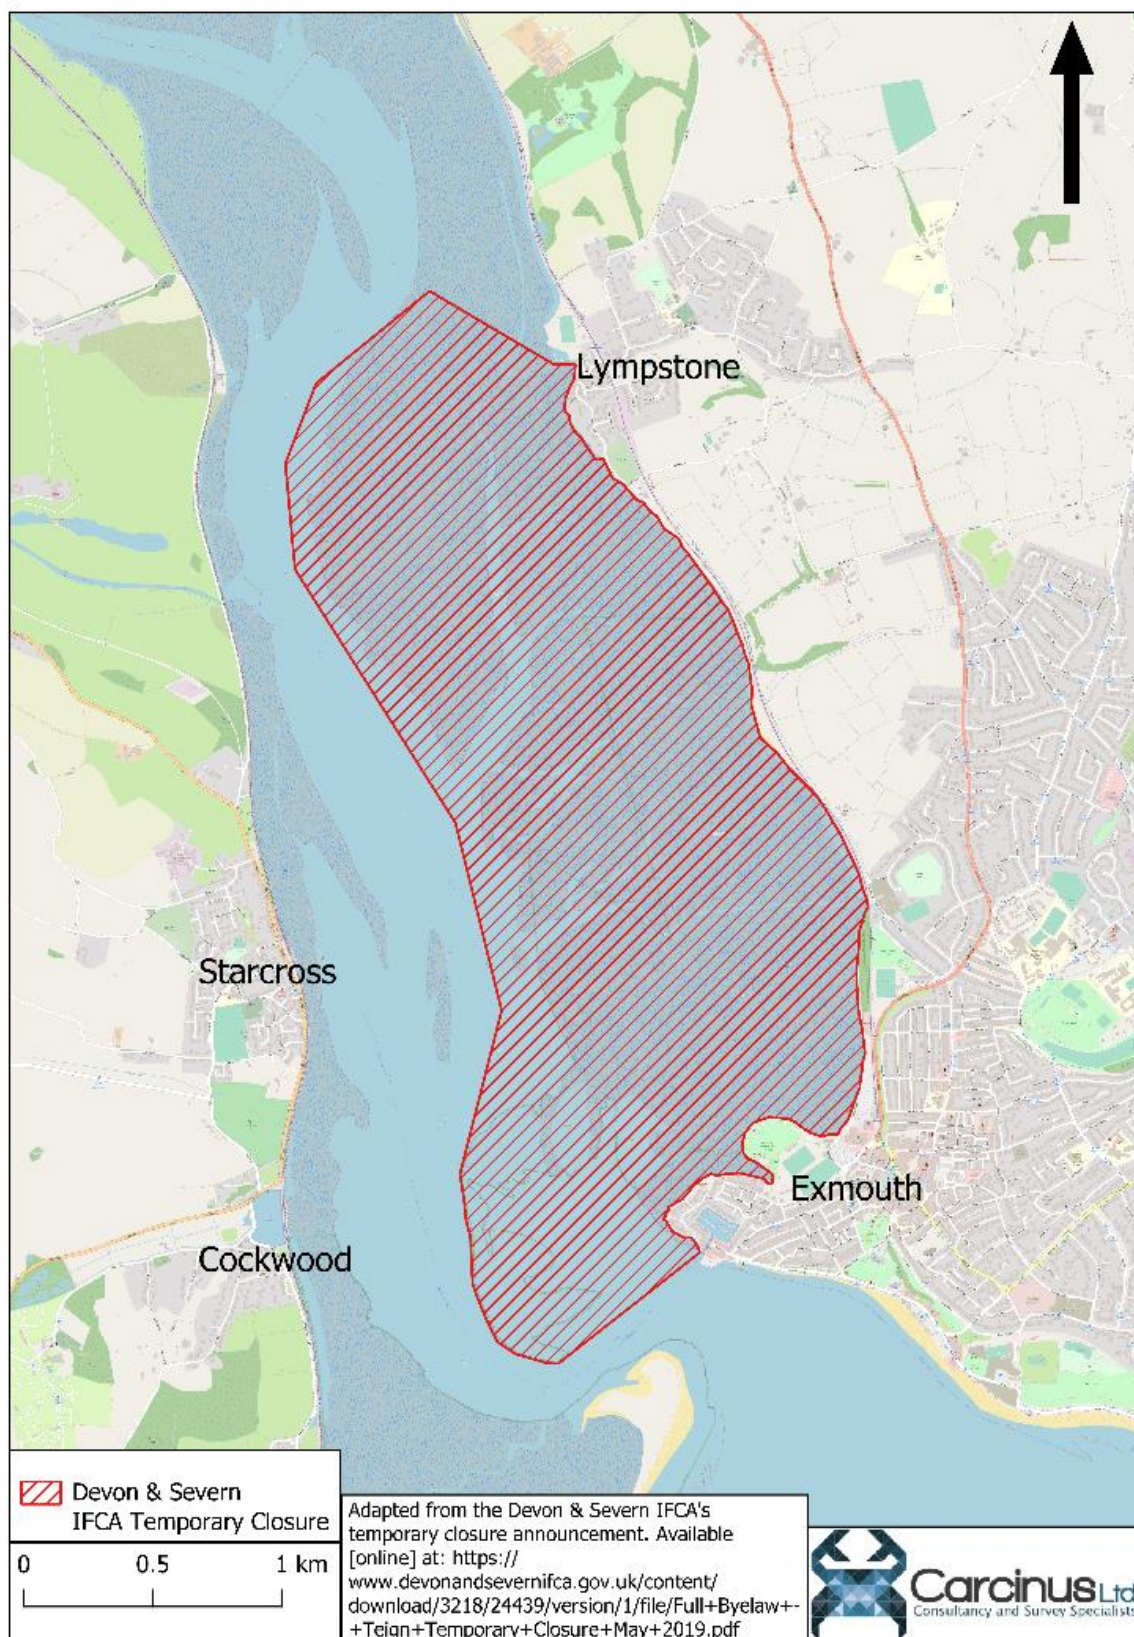 Lympstone
Starcross
Exmouth
Cockwood
Devon & Severn
IFCA Temporary Closure
0 0.5 1 km
Adapted from the Devon & Severn IFCA's
temporary closure announcement. Available
[online] at: https://
www.devonandsevernifca.gov.uk/content/
download/3218/24439/version/1/file/Full+Byelaw+-
+Teign+Temporary+Closure+May+2019.pdf
Carcinus Ltd
Consultancy and Survey Specialists